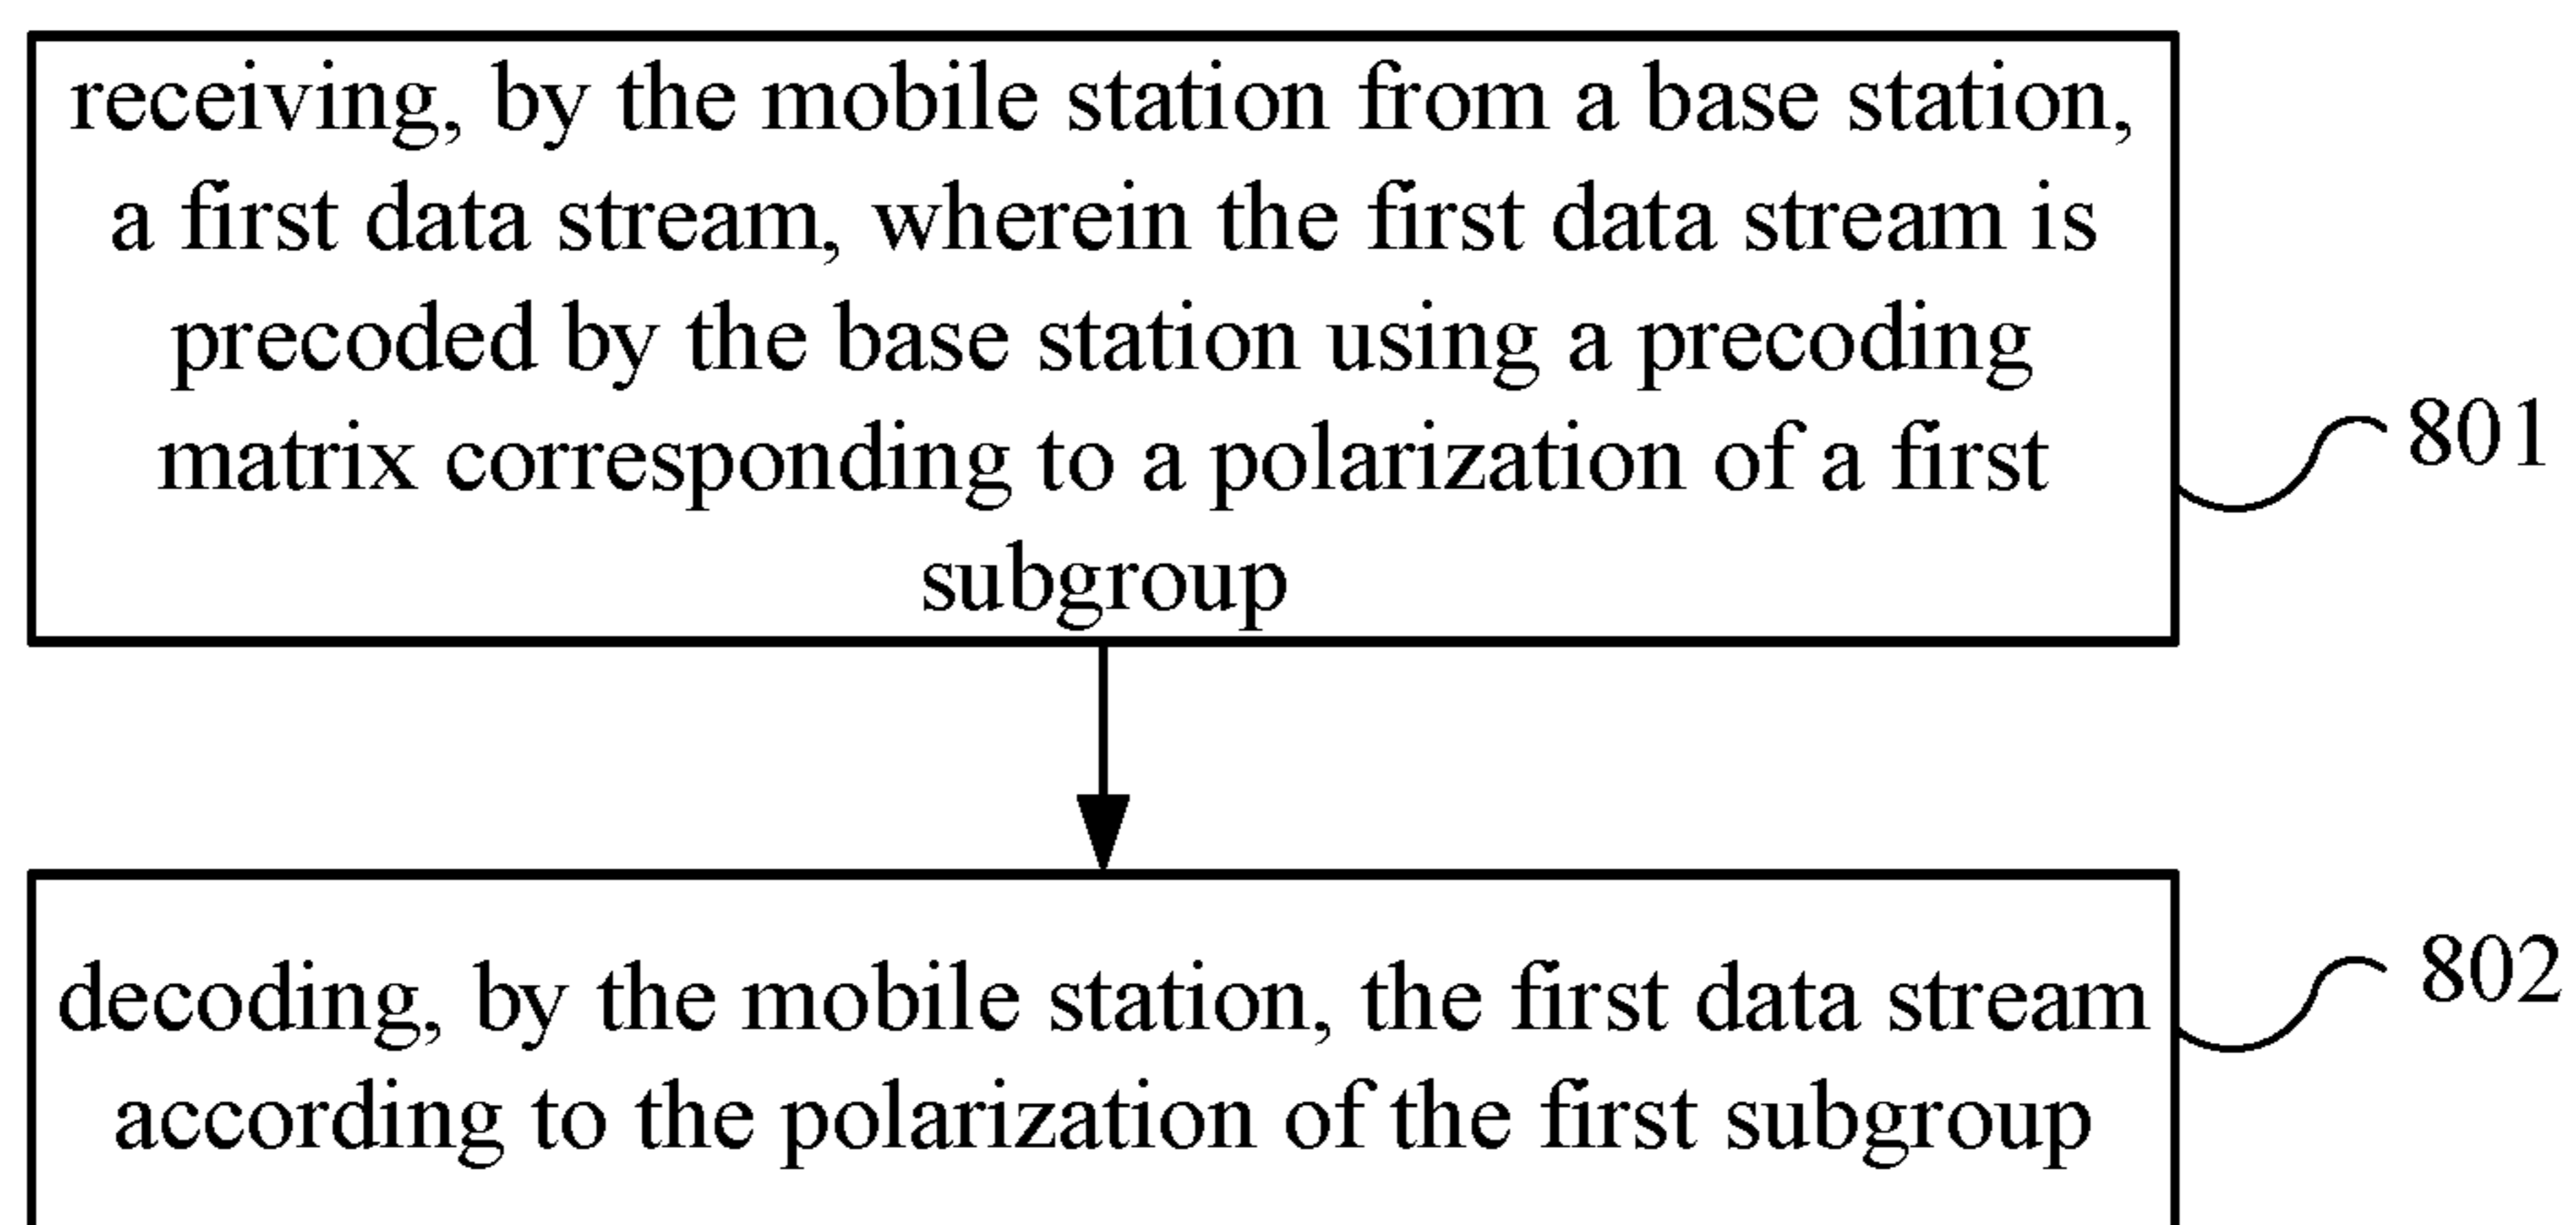 receiving, by the mobile station from a base station,
a first data stream, wherein the first data stream is
precoded by the base station using a precoding
matrix corresponding to a polarization of a first
subgroup
801
decoding, by the mobile station, the first data stream
according to the polarization of the first subgroup
802